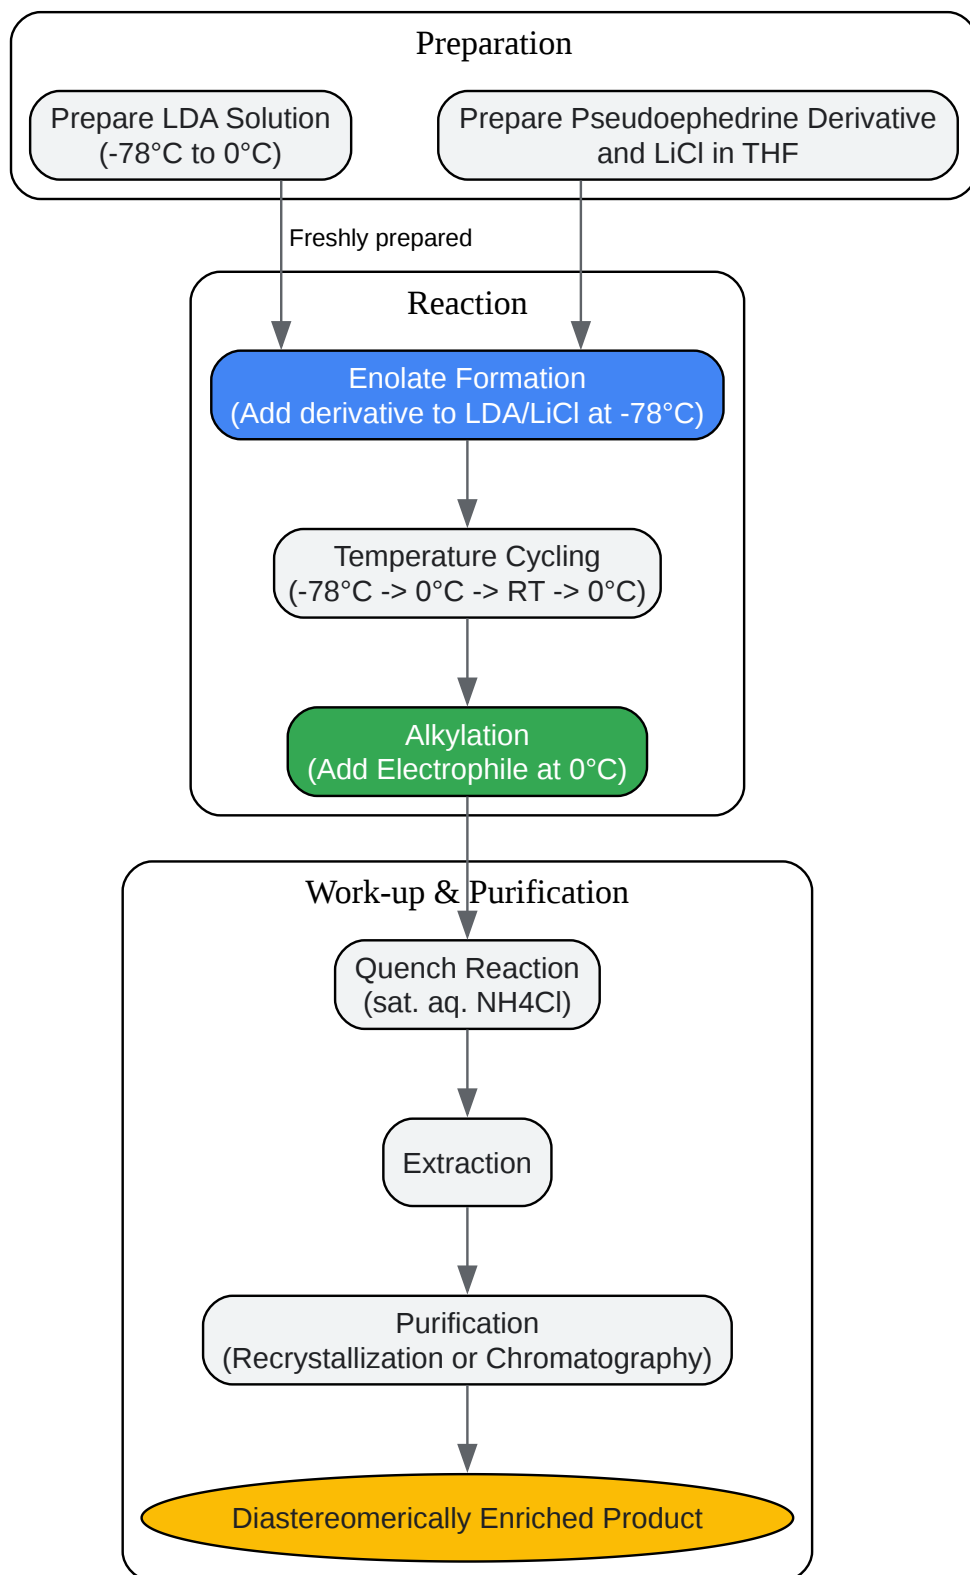 Preparation
Prepare LDA Solution
(-78°C to 0°C)
Prepare Pseudoephedrine Derivative
and LiCl in THF
Freshly prepared
Reaction
Enolate Formation
(Add derivative to LDA/LiCl at -78°C)
Temperature Cycling
(-78°C -> 0°C -> RT -> 0°C)
Alkylation
(Add Electrophile at 0°C)
Work-up & Purification
Quench Reaction
(sat. aq. NH4Cl)
Extraction
Purification
(Recrystallization or Chromatography)
Diastereomerically Enriched Product